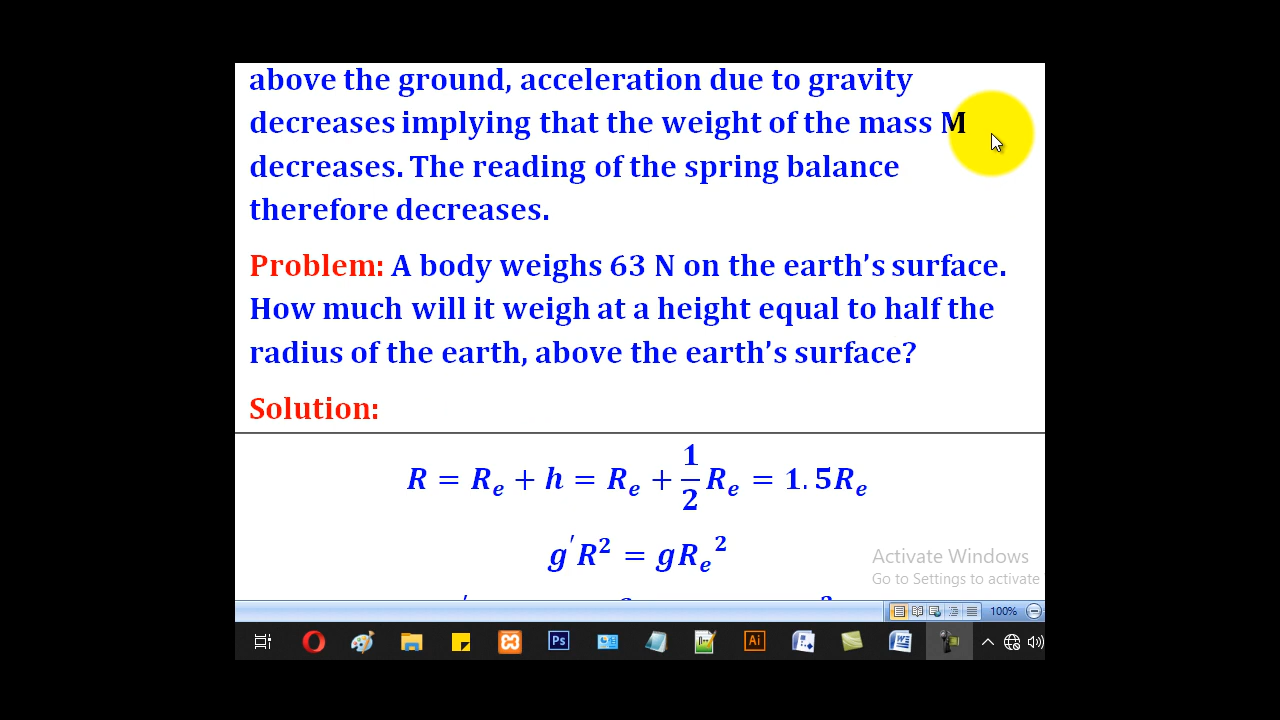 above the ground, acceleration due to gravity
decreases implying that the weight of the mass M
decreases. The reading of the spring balance
therefore decreases.
Problem: A body weighs 63 N on the earth's surface.
How much will it weigh at a height equal to half the
radius of the earth, above the earth's surface?
Solution:
R = Rₑ + h = Rₑ + 1/2 Rₑ = 1.5Rₑ
g′R² = gRₑ²
Activate Windows
Go to Settings to activate
100%
Ps
Ai